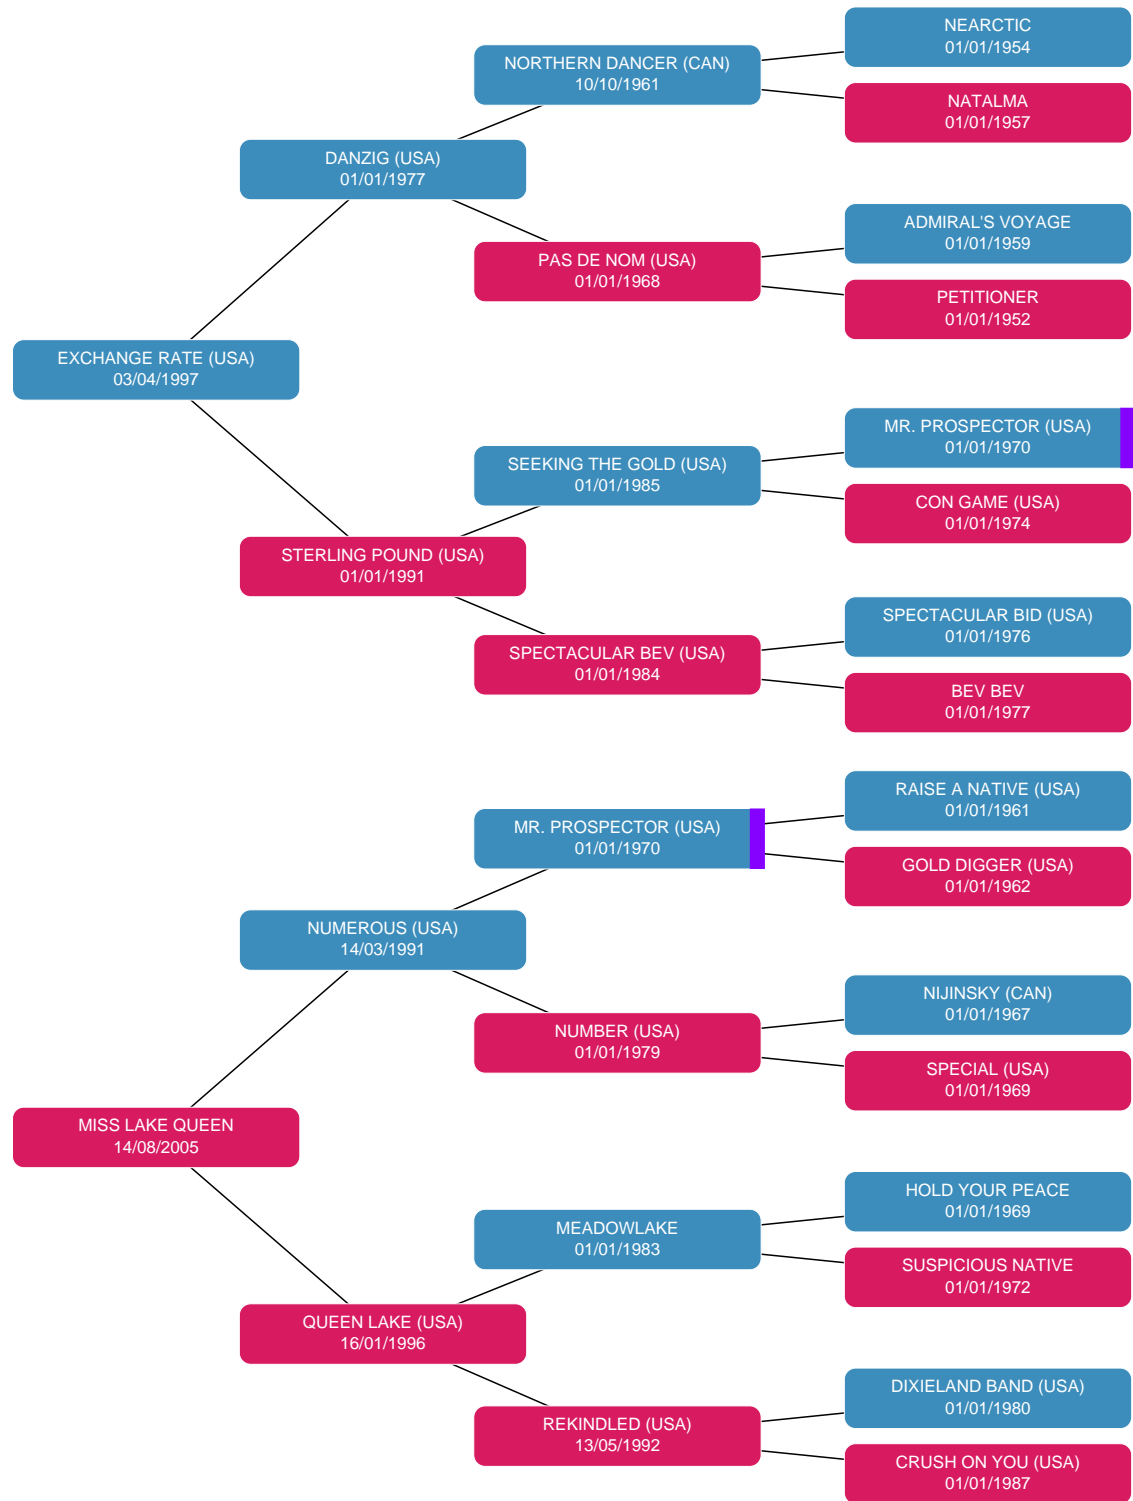 NEARCTIC
01/01/1954
NORTHERN DANCER (CAN)
10/10/1961
NATALMA
01/01/1957
DANZIG (USA)
01/01/1977
ADMIRAL'S VOYAGE
01/01/1959
PAS DE NOM (USA)
01/01/1968
PETITIONER
01/01/1952
EXCHANGE RATE (USA)
03/04/1997
MR. PROSPECTOR (USA)
01/01/1970
SEEKING THE GOLD (USA)
01/01/1985
CON GAME (USA)
01/01/1974
STERLING POUND (USA)
01/01/1991
SPECTACULAR BID (USA)
01/01/1976
SPECTACULAR BEV (USA)
01/01/1984
BEV BEV
01/01/1977
RAISE A NATIVE (USA)
01/01/1961
MR. PROSPECTOR (USA)
01/01/1970
GOLD DIGGER (USA)
01/01/1962
NUMEROUS (USA)
14/03/1991
NIJINSKY (CAN)
01/01/1967
NUMBER (USA)
01/01/1979
SPECIAL (USA)
01/01/1969
MISS LAKE QUEEN
14/08/2005
HOLD YOUR PEACE
01/01/1969
MEADOWLAKE
01/01/1983
SUSPICIOUS NATIVE
01/01/1972
QUEEN LAKE (USA)
16/01/1996
DIXIELAND BAND (USA)
01/01/1980
REKINDLED (USA)
13/05/1992
CRUSH ON YOU (USA)
01/01/1987